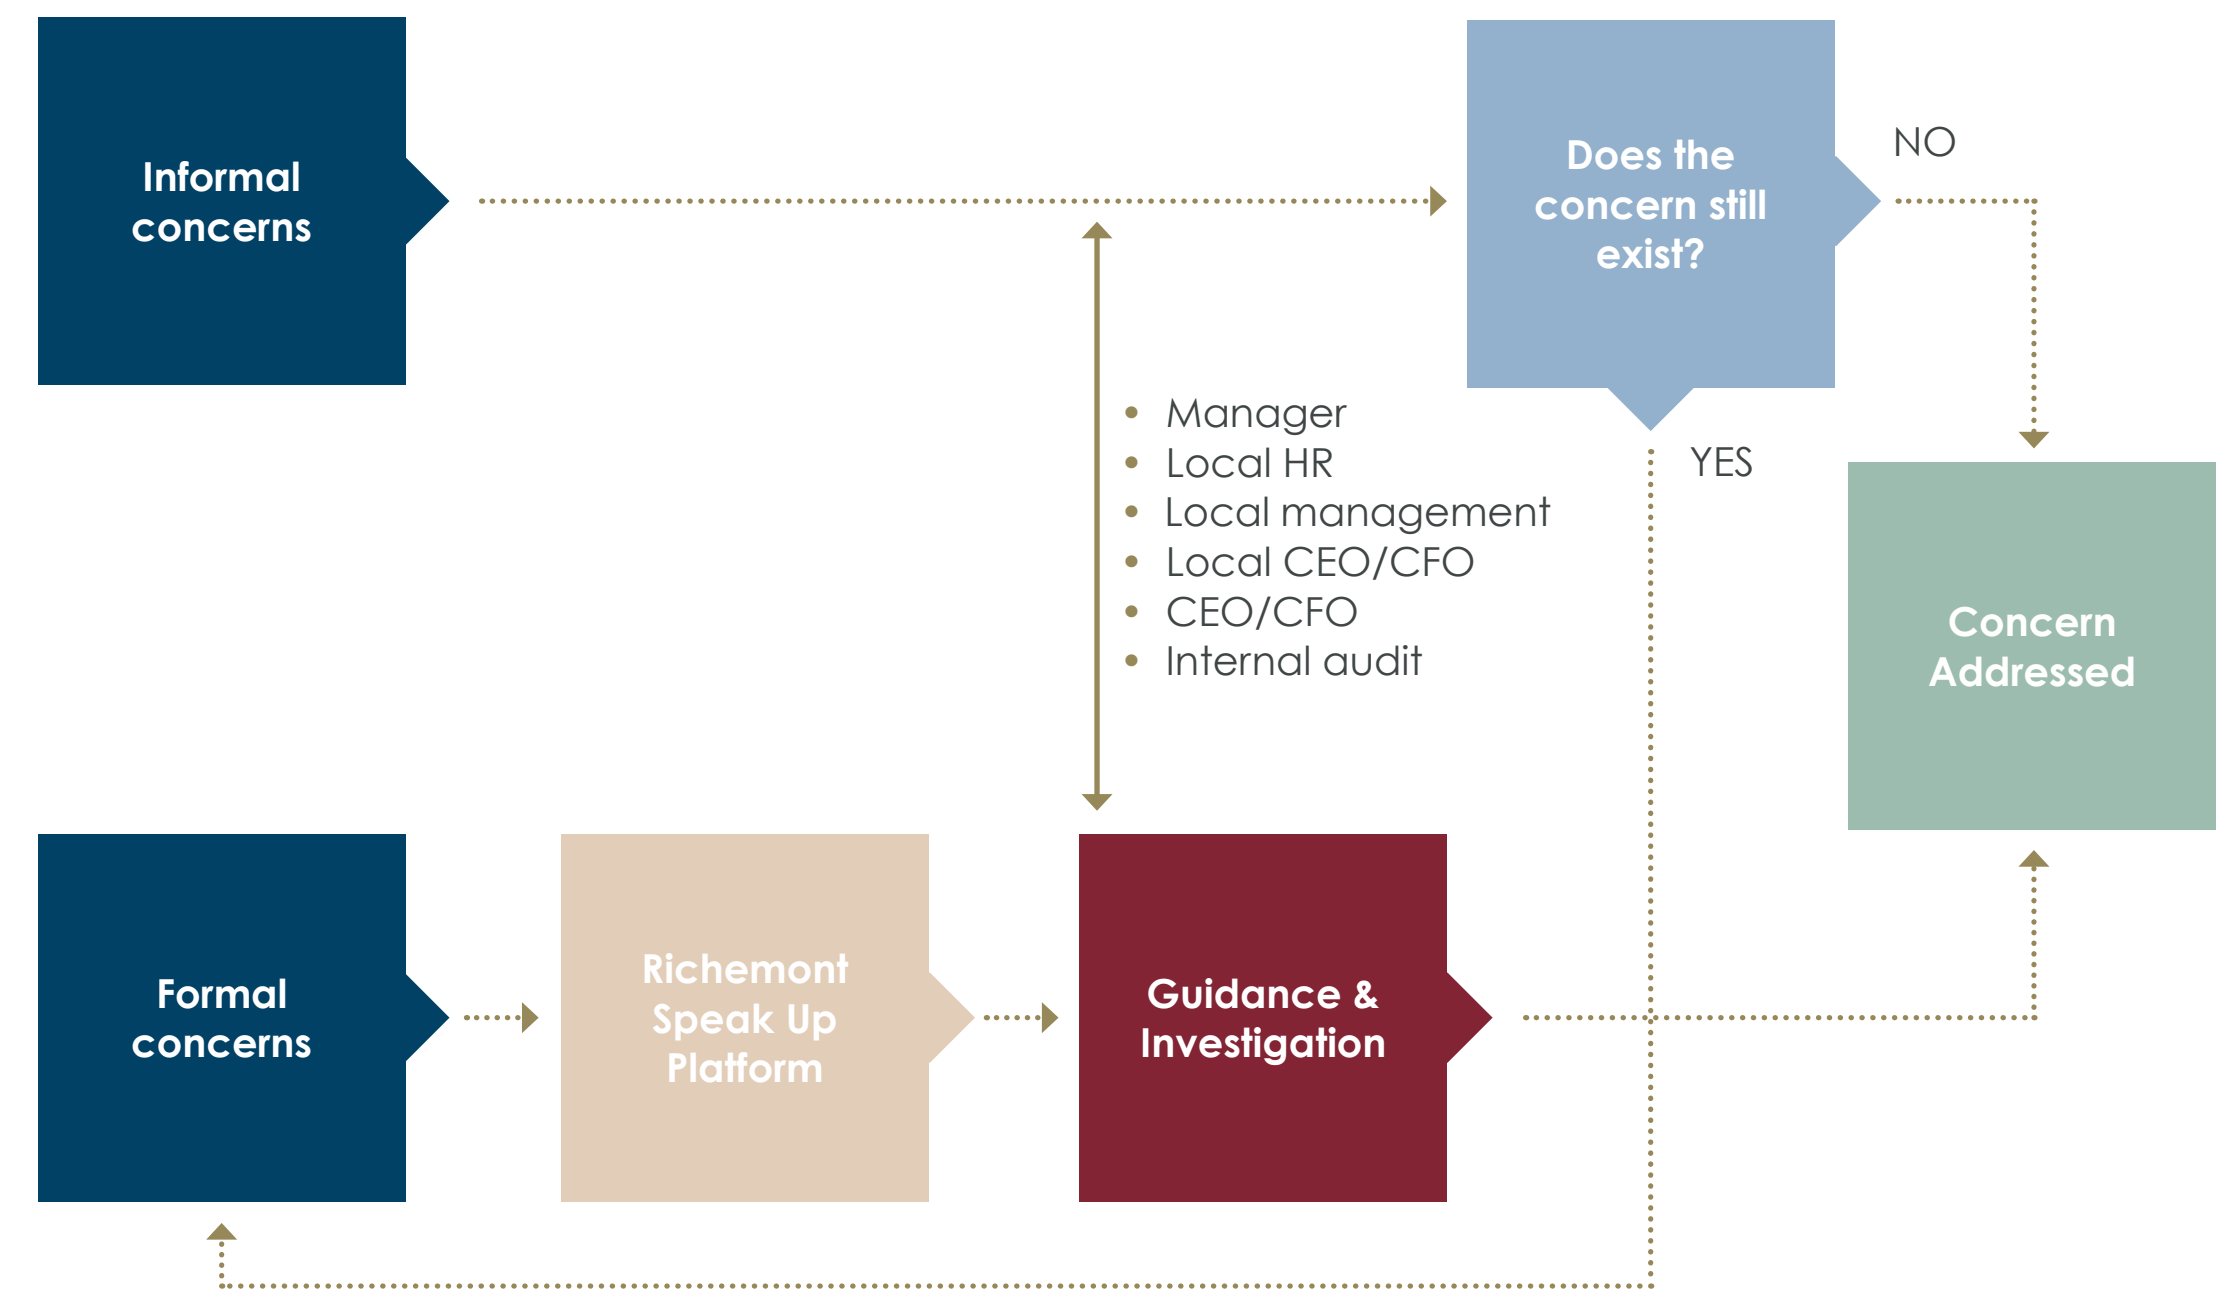 Informal
concerns
Does the
concern still
exist?
NO
YES
• Manager
• Local HR
• Local management
• Local CEO/CFO
• CEO/CFO
• Internal audit
Concern
Addressed
Formal
concerns
Richemont
Speak Up
Platform
Guidance &
Investigation